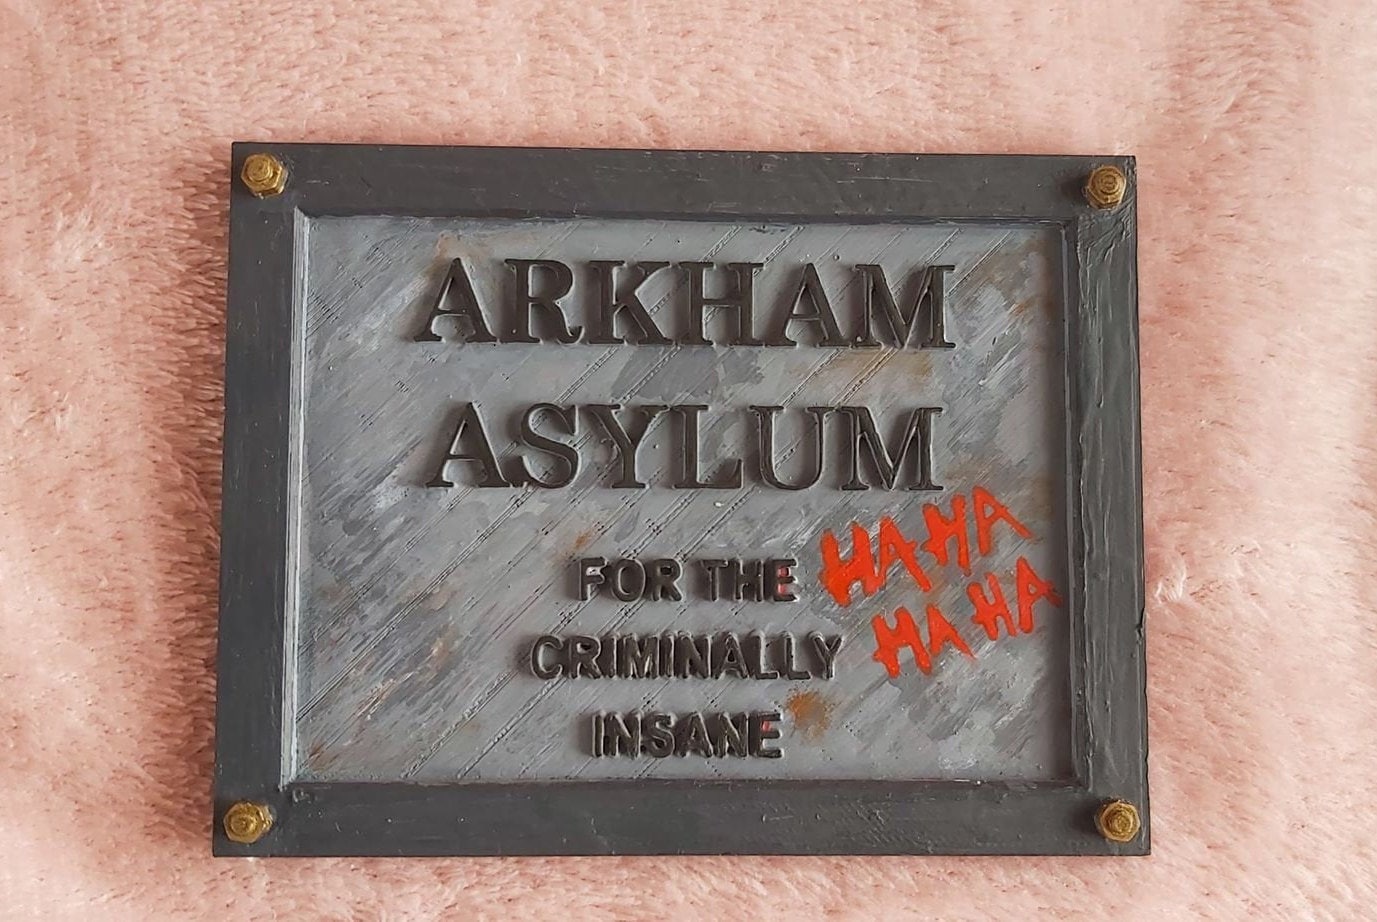 ARKHAM
ASYLUM
FOR THE
CRIMINALLY
INSANE
HAHA
HAHA